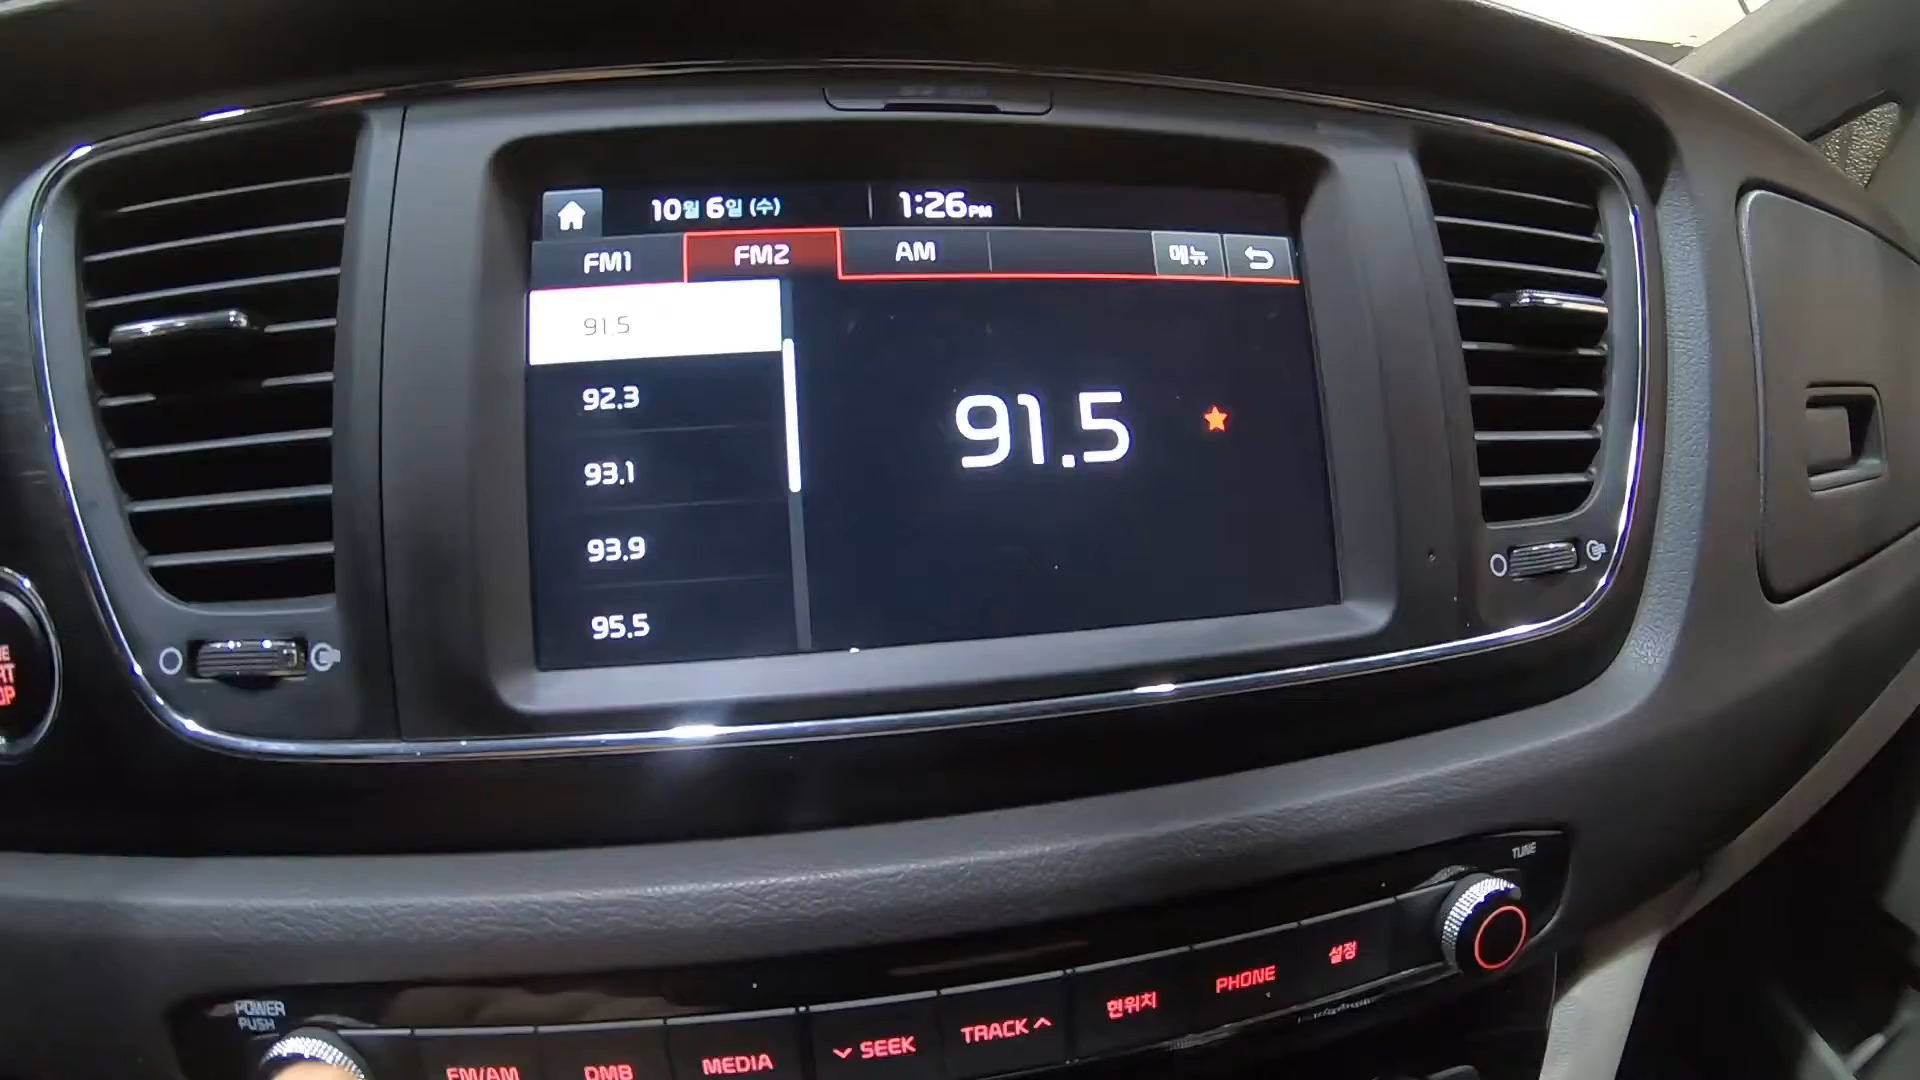 10월 6일 (수) 1:26PM
FM1 FM2 AM 메뉴
91.5
92.3
93.1
93.9
95.5
91.5
TUNE
POWER
PUSH
FM/AM DMB MEDIA SEEK TRACK 현위치 PHONE 설정